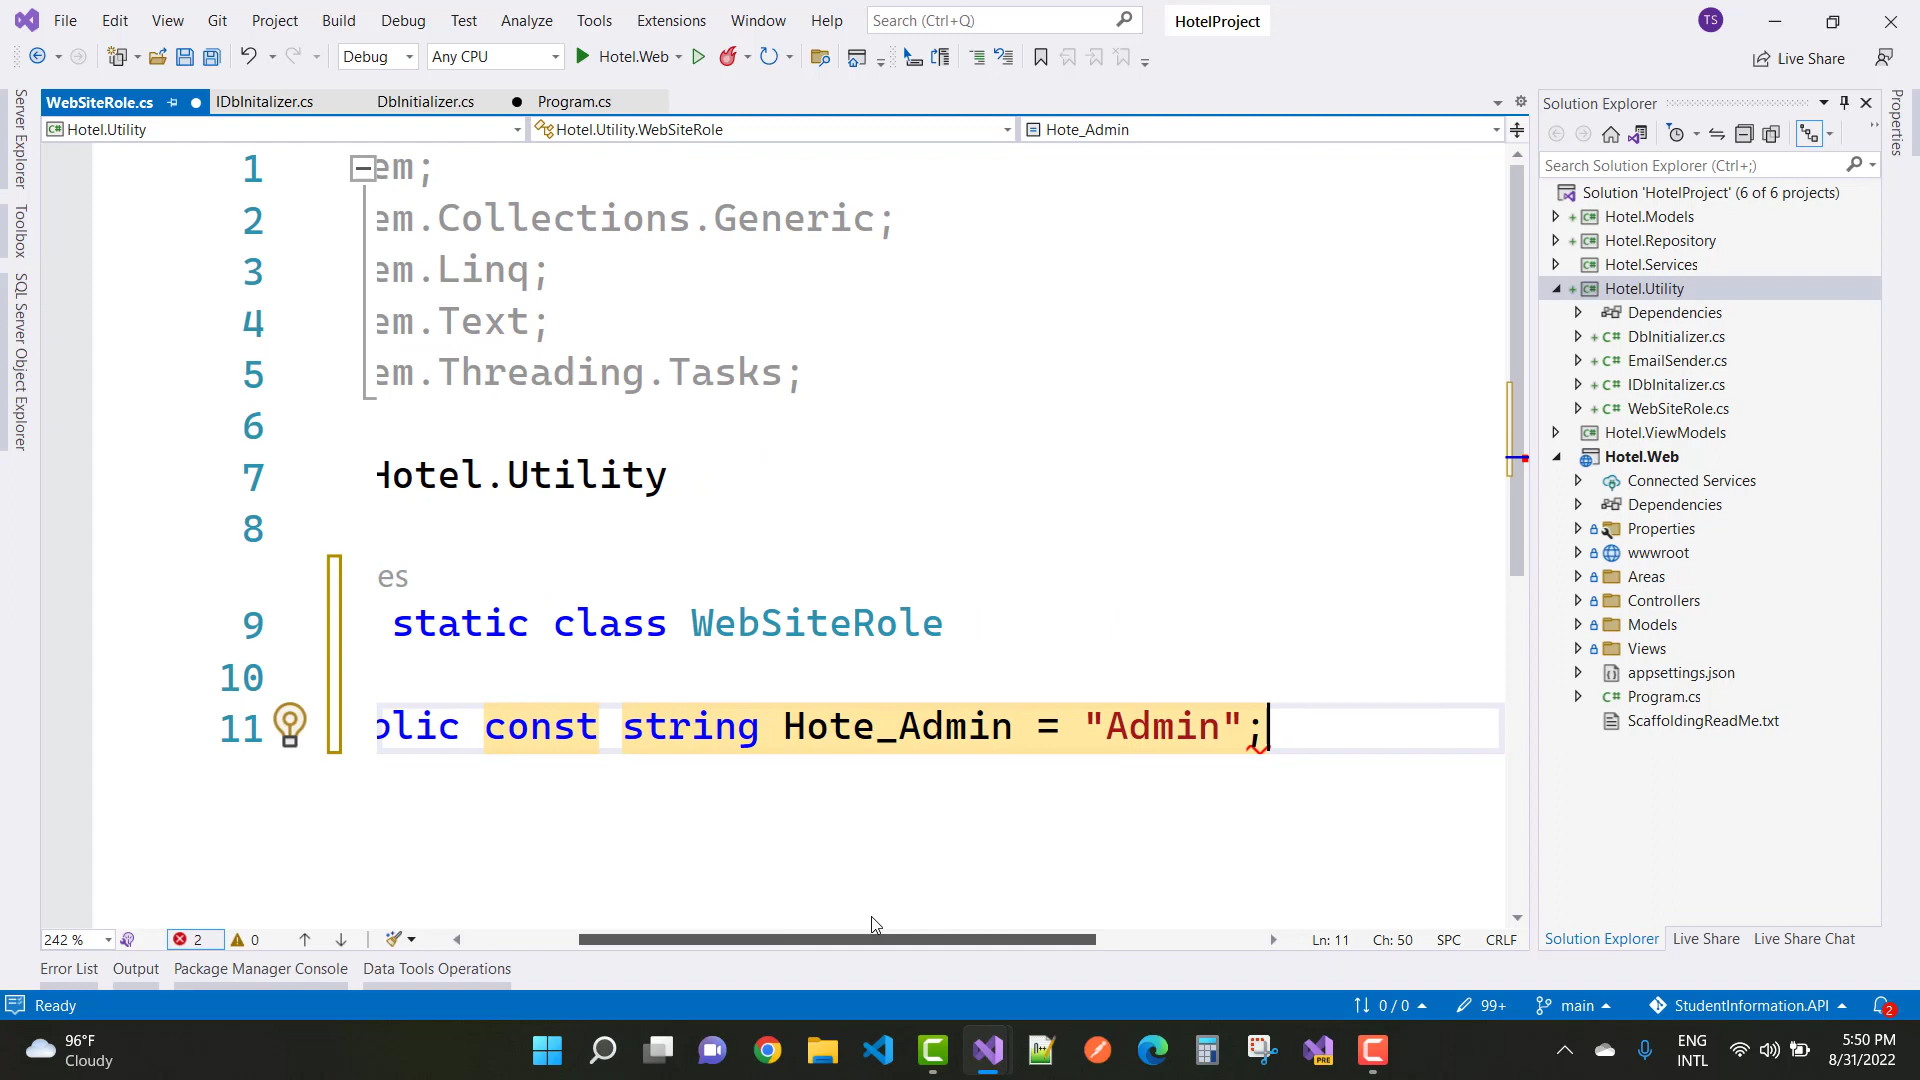 File Edit View Git Project Build Debug Test Analyze Tools Extensions Window Help Search (Ctrl+Q) HotelProject TS
Debug Any CPU Hotel.Web Live Share
WebSiteRole.cs IDbInitalizer.cs DbInitializer.cs Program.cs
Hotel.Utility Hotel.Utility.WebSiteRole Hote_Admin
1 em;
2 em.Collections.Generic;
3 em.Linq;
4 em.Text;
5 em.Threading.Tasks;
6
7 Hotel.Utility
8
es
9 static class WebSiteRole
10
11 blic const string Hote_Admin = "Admin";
242 % 2 0 Ln: 11 Ch: 50 SPC CRLF
Error List Output Package Manager Console Data Tools Operations
Server Explorer
Toolbox
SQL Server Object Explorer
Solution Explorer
Search Solution Explorer (Ctrl+;)
Solution 'HotelProject' (6 of 6 projects)
Hotel.Models
Hotel.Repository
Hotel.Services
Hotel.Utility
Dependencies
DbInitializer.cs
EmailSender.cs
IDbInitalizer.cs
WebSiteRole.cs
Hotel.ViewModels
Hotel.Web
Connected Services
Dependencies
Properties
wwwroot
Areas
Controllers
Models
Views
appsettings.json
Program.cs
ScaffoldingReadMe.txt
Solution Explorer Live Share Live Share Chat
Properties
Ready 0 / 0 99+ main StudentInformation.API 2
96°F
Cloudy
PRE
ENG
INTL
5:50 PM
8/31/2022